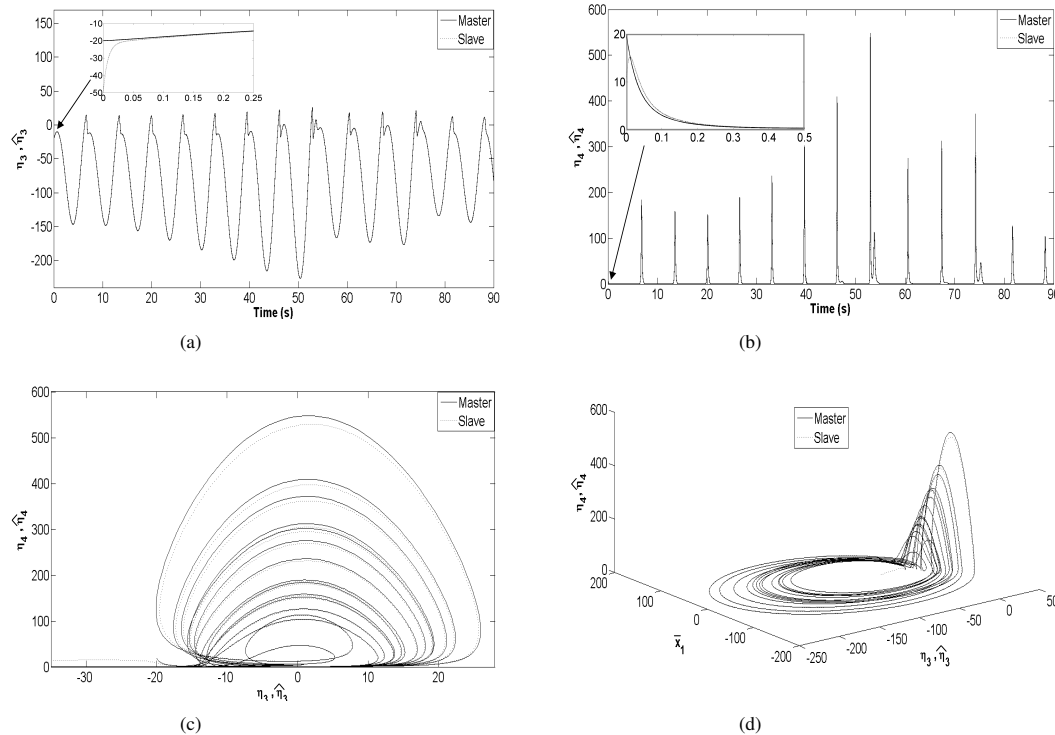 150
100
50
0
-50
-100
-150
-200
η₃ , η̂₃
0 10 20 30 40 50 60 70 80 90
Time (s)
Master
Slave
-10
-20
-30
-40
-50
0 0.05 0.1 0.15 0.2 0.25
(a)
600
500
400
300
200
100
0
η₄ , η̂₄
0 10 20 30 40 50 60 70 80 90
Time (s)
Master
Slave
20
10
0
0 0.1 0.2 0.3 0.4 0.5
(b)
600
500
400
300
200
100
0
η₄ , η̂₄
-30 -20 -10 0 10 20
η₃ , η̂₃
Master
Slave
(c)
600
400
200
0
η₄ , η̂₄
200
100
0
-100
-200
x̄₁
-250
-200
-150
-100
-50
0
50
η₃ , η̂₃
Master
Slave
(d)